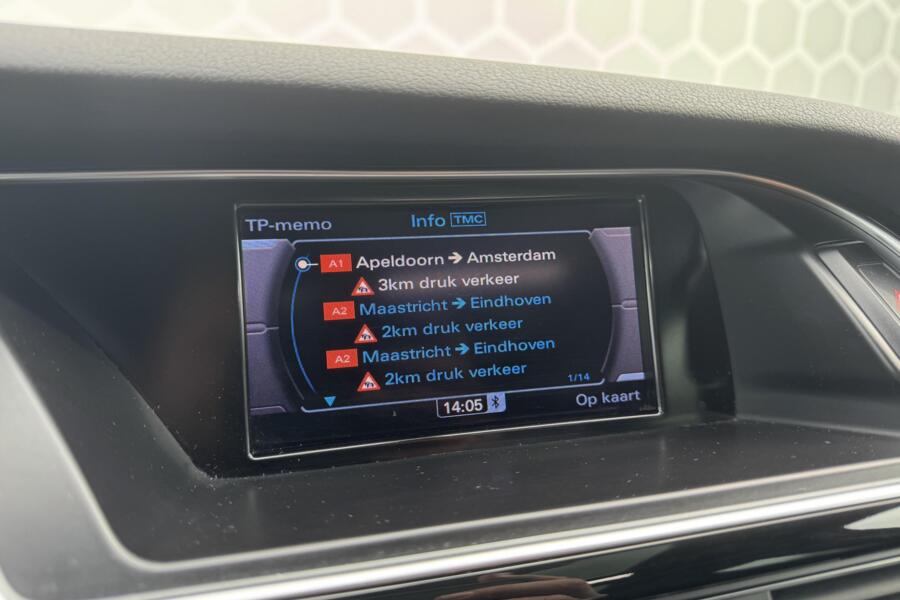 TP-memo
Info TMC
A1 Apeldoorn → Amsterdam
3km druk verkeer
A2 Maastricht → Eindhoven
2km druk verkeer
A2 Maastricht → Eindhoven
2km druk verkeer
1/14
14:05
Op kaart